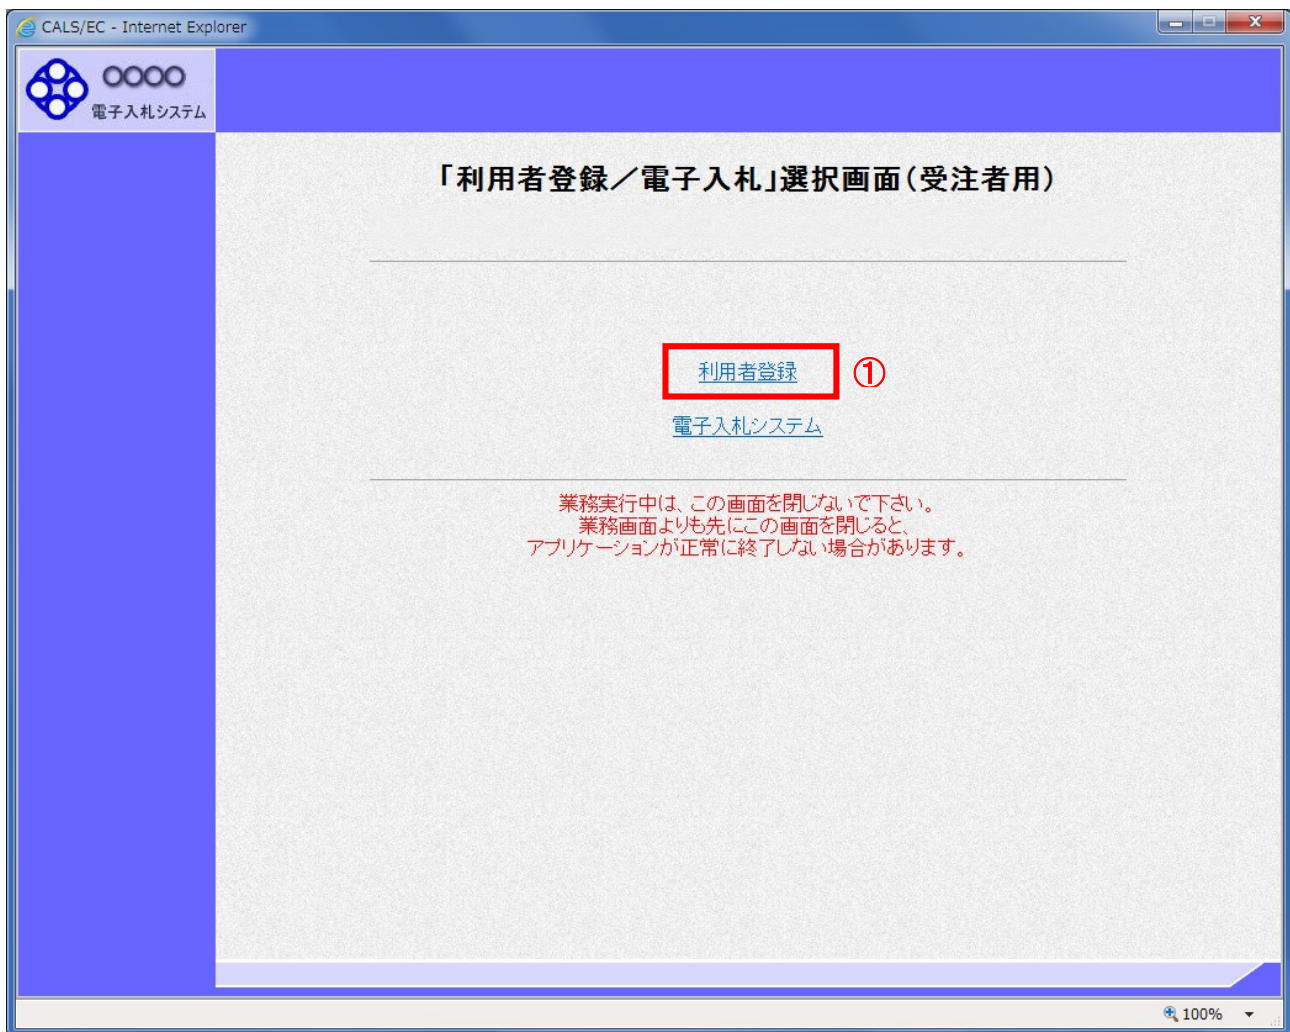 CALS/EC - Internet Explorer
〇〇〇〇
電子入札システム
「利用者登録／電子入札」選択画面(受注者用)
利用者登録
①
電子入札システム
業務実行中は、この画面を閉じないで下さい。
業務画面よりも先にこの画面を閉じると、
アプリケーションが正常に終了しない場合があります。
100%